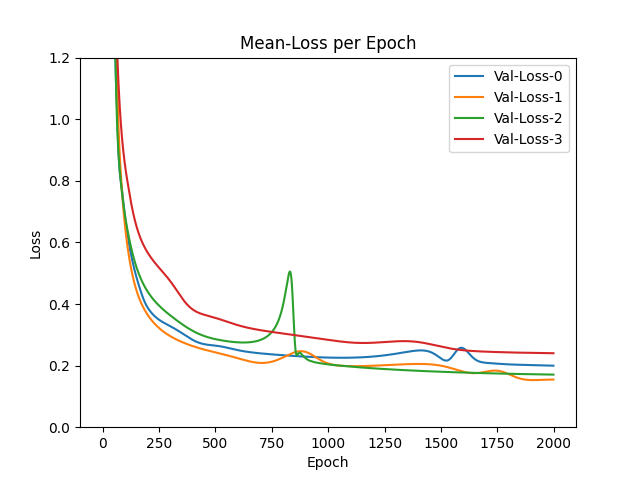 Mean-Loss per Epoch
Val-Loss-0
Val-Loss-1
Val-Loss-2
Val-Loss-3
Loss
1.2
1.0
0.8
0.6
0.4
0.2
0.0
0 250 500 750 1000 1250 1500 1750 2000
Epoch